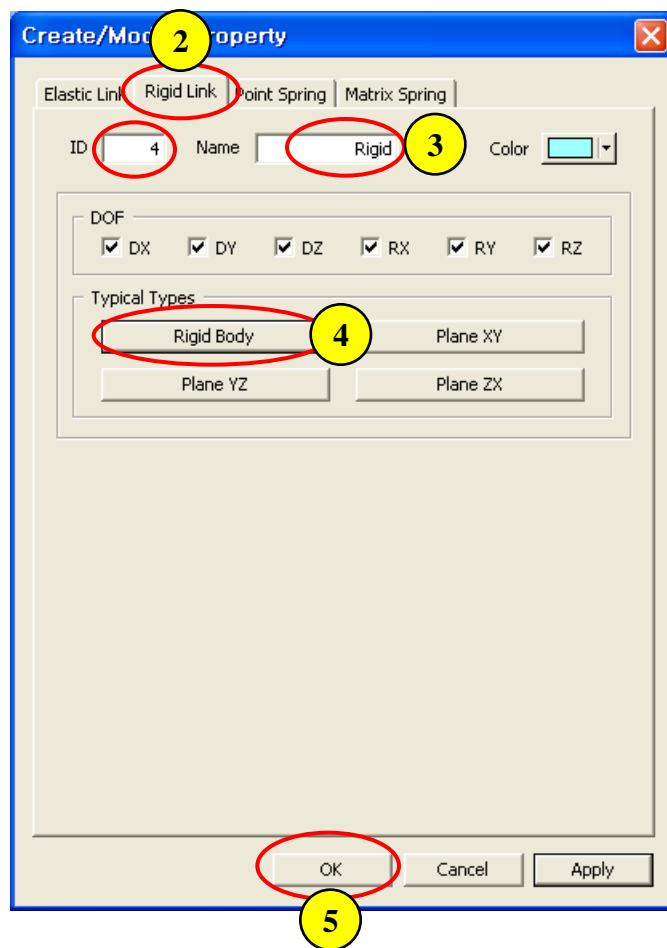 Create/Mod 2 roperty
Elastic Link Rigid Link Point Spring Matrix Spring
ID 4 Name Rigid 3 Color
DOF
DX DY DZ RX RY RZ
Typical Types
Rigid Body 4 Plane XY
Plane YZ Plane ZX
OK Cancel Apply
5